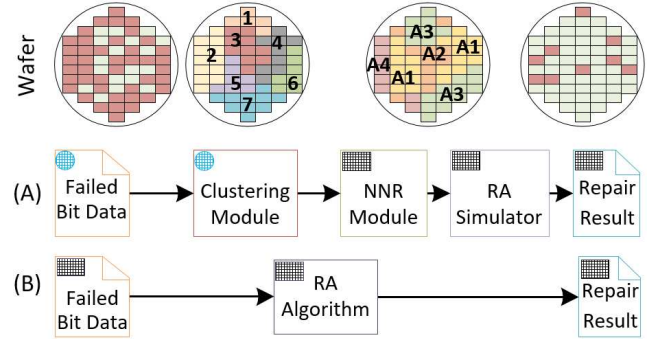 Wafer
1
2
3
4
5
6
7
A3
A2
A1
A4
A1
A3
(A)
Failed
Bit Data
Clustering
Module
NNR
Module
RA
Simulator
Repair
Result
(B)
Failed
Bit Data
RA
Algorithm
Repair
Result